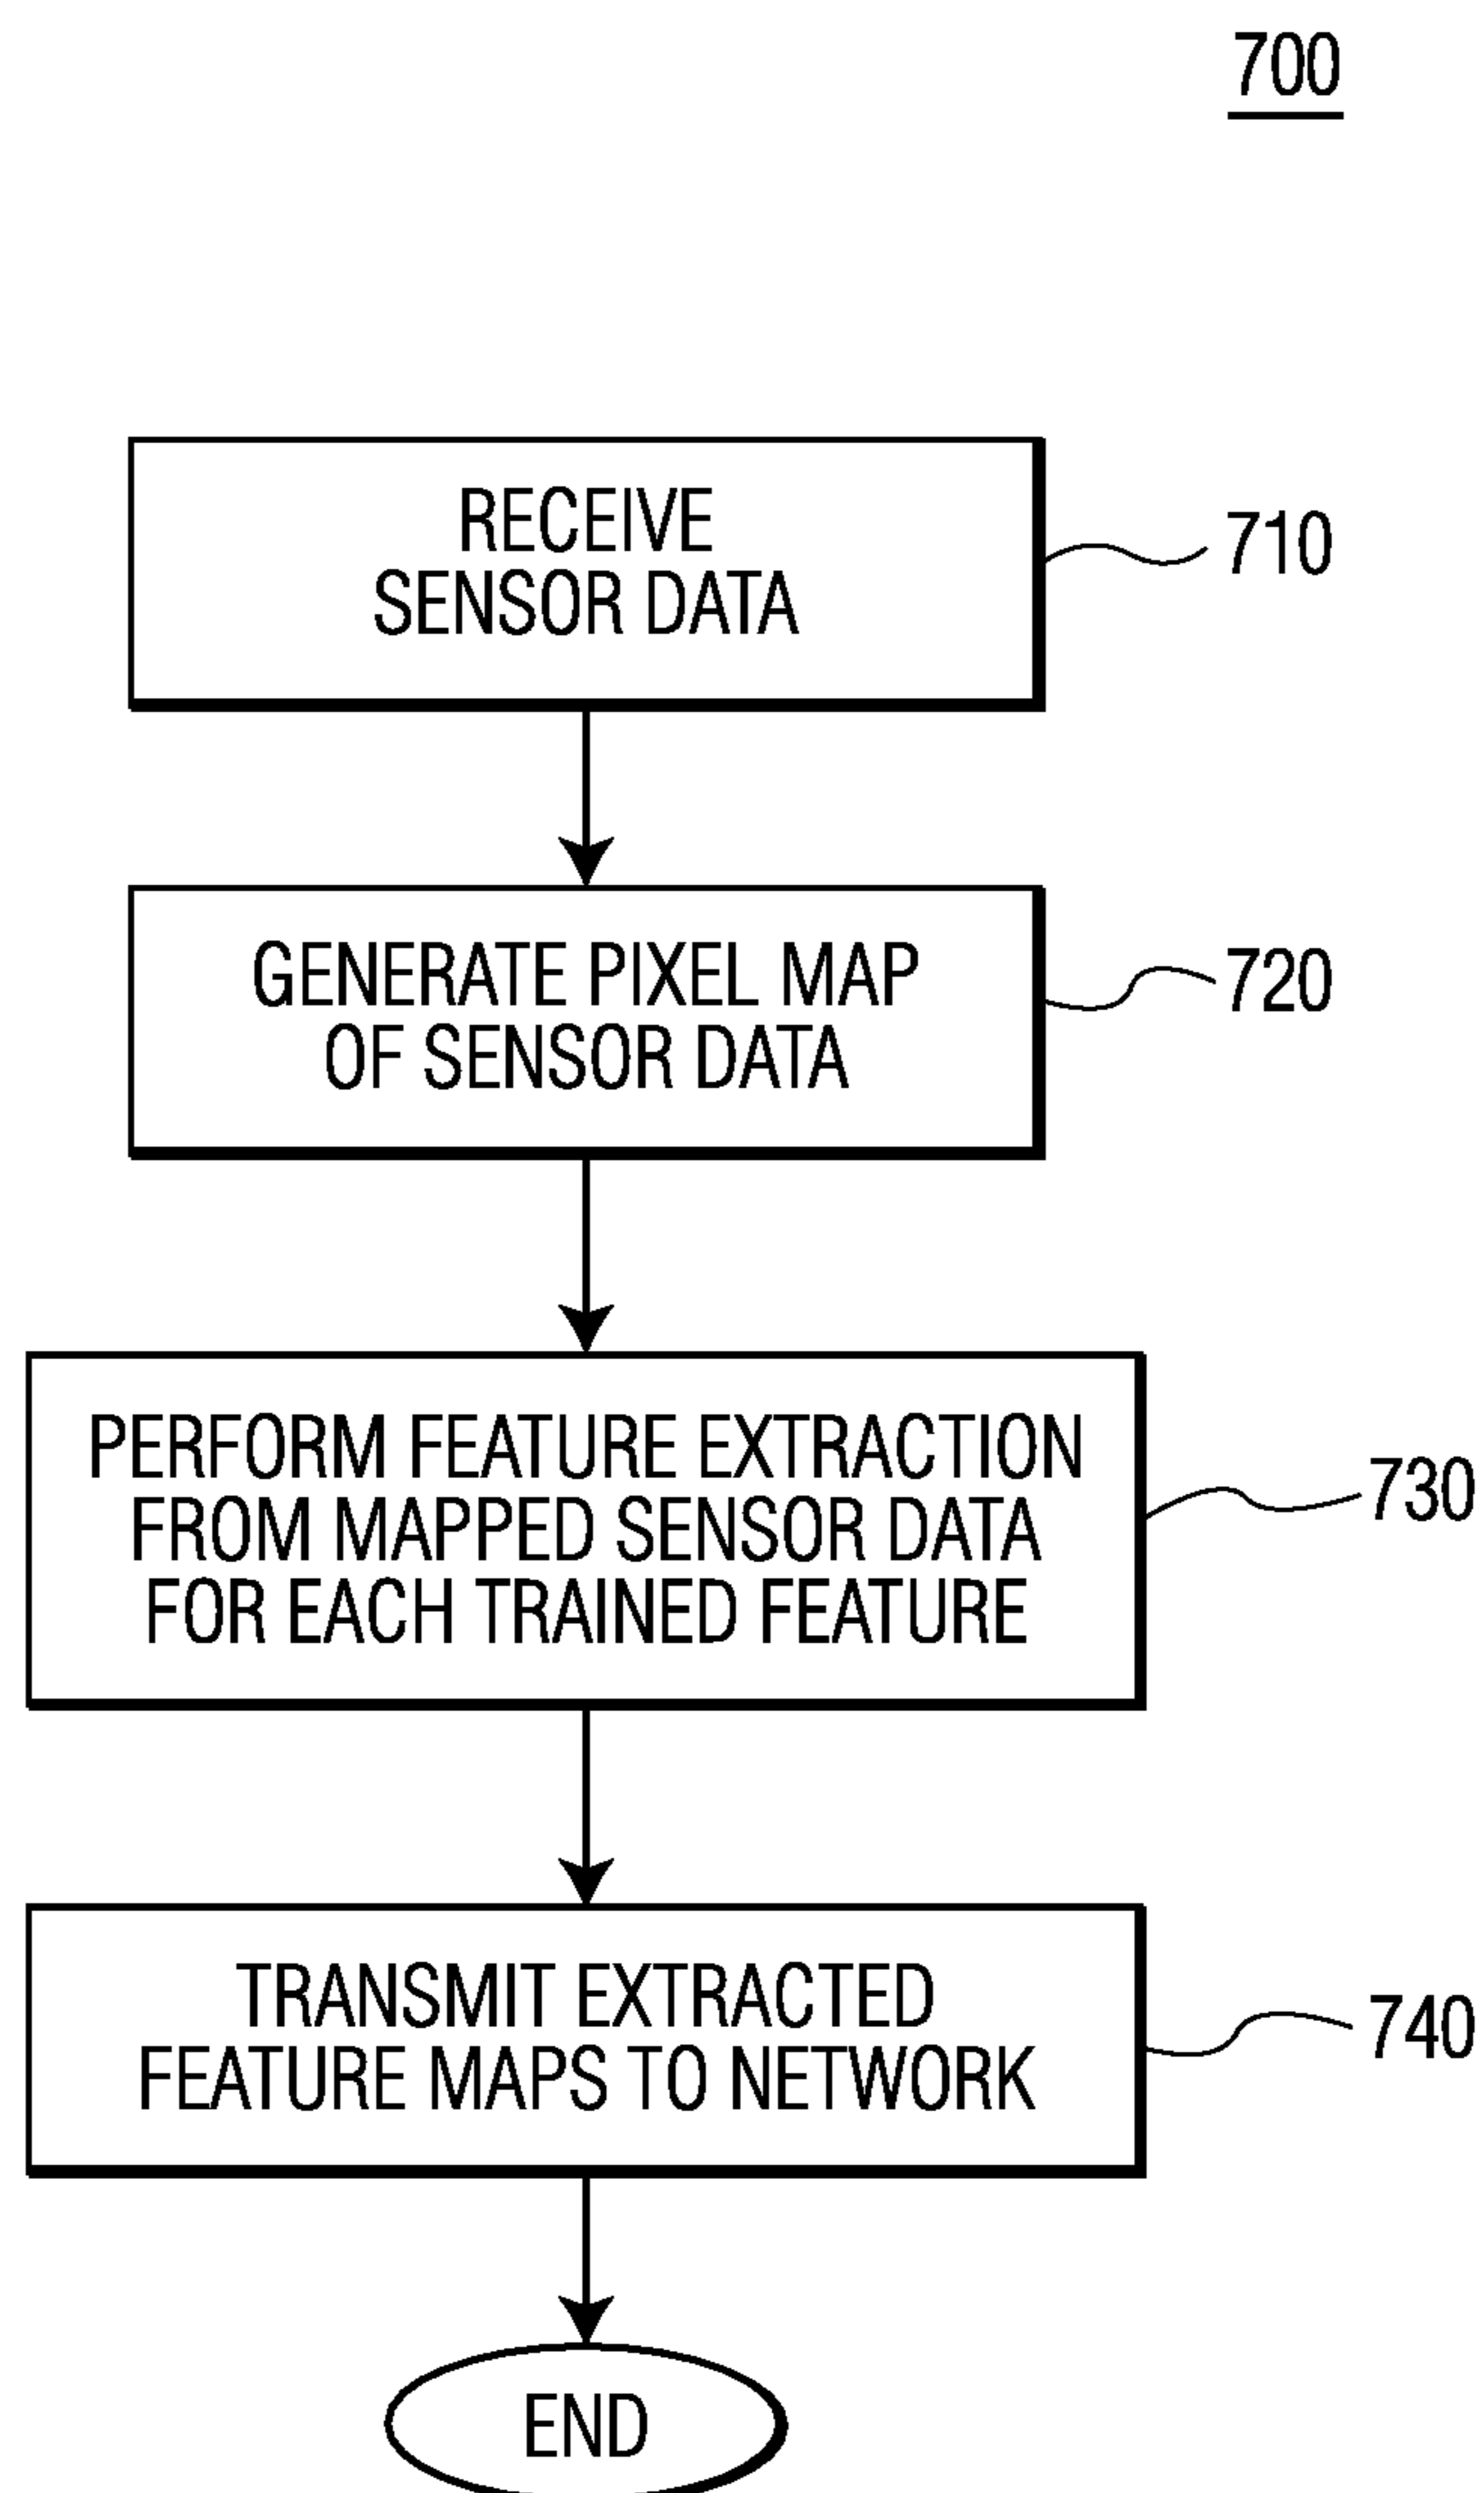 700
RECEIVE
SENSOR DATA
710
GENERATE PIXEL MAP
OF SENSOR DATA
720
PERFORM FEATURE EXTRACTION
FROM MAPPED SENSOR DATA
FOR EACH TRAINED FEATURE
730
TRANSMIT EXTRACTED
FEATURE MAPS TO NETWORK
740
END